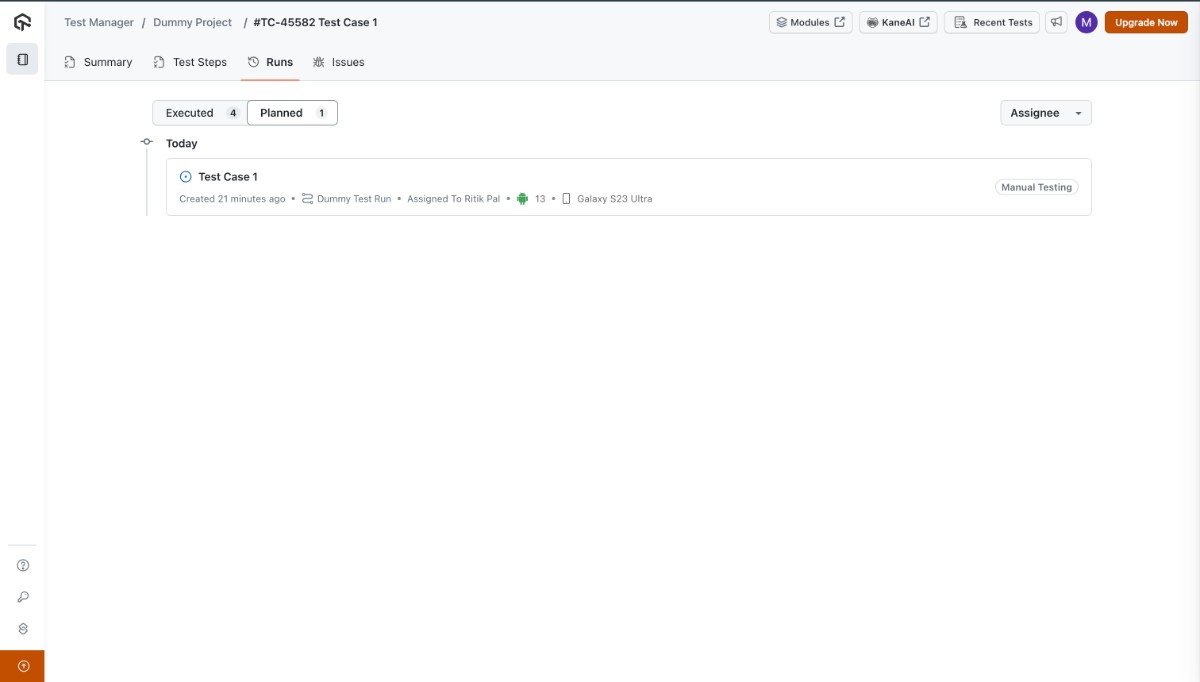 Test Manager / Dummy Project / #TC-45582 Test Case 1
Modules KaneAI Recent Tests M Upgrade Now
Summary Test Steps Runs Issues
Executed 4 Planned 1 Assignee
Today
Test Case 1
Manual Testing
Created 21 minutes ago • Dummy Test Run • Assigned To Ritik Pal • 13 • Galaxy S23 Ultra